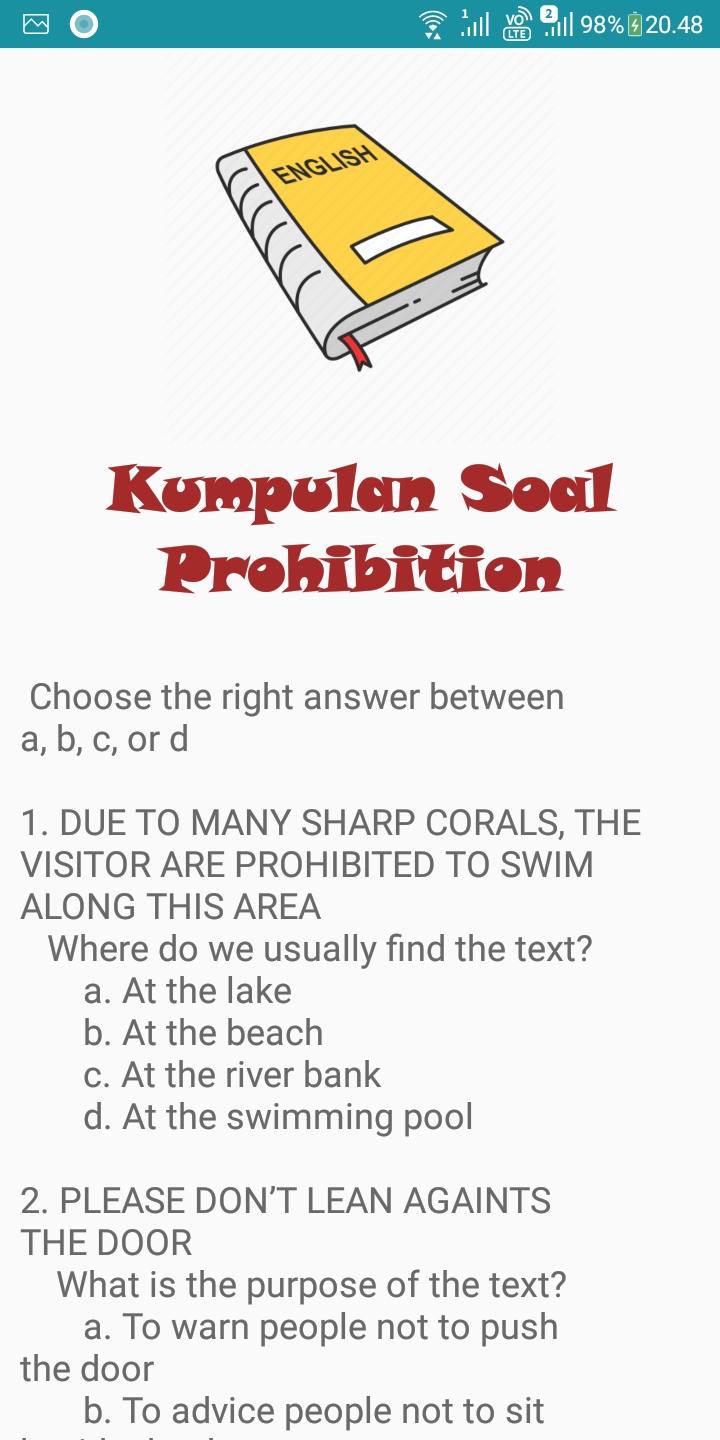 1 VO LTE 2 98% 20.48
ENGLISH
Kumpulan Soal
Prohibition
Choose the right answer between
a, b, c, or d
1. DUE TO MANY SHARP CORALS, THE
VISITOR ARE PROHIBITED TO SWIM
ALONG THIS AREA
Where do we usually find the text?
a. At the lake
b. At the beach
c. At the river bank
d. At the swimming pool
2. PLEASE DON’T LEAN AGAINTS
THE DOOR
What is the purpose of the text?
a. To warn people not to push
the door
b. To advice people not to sit